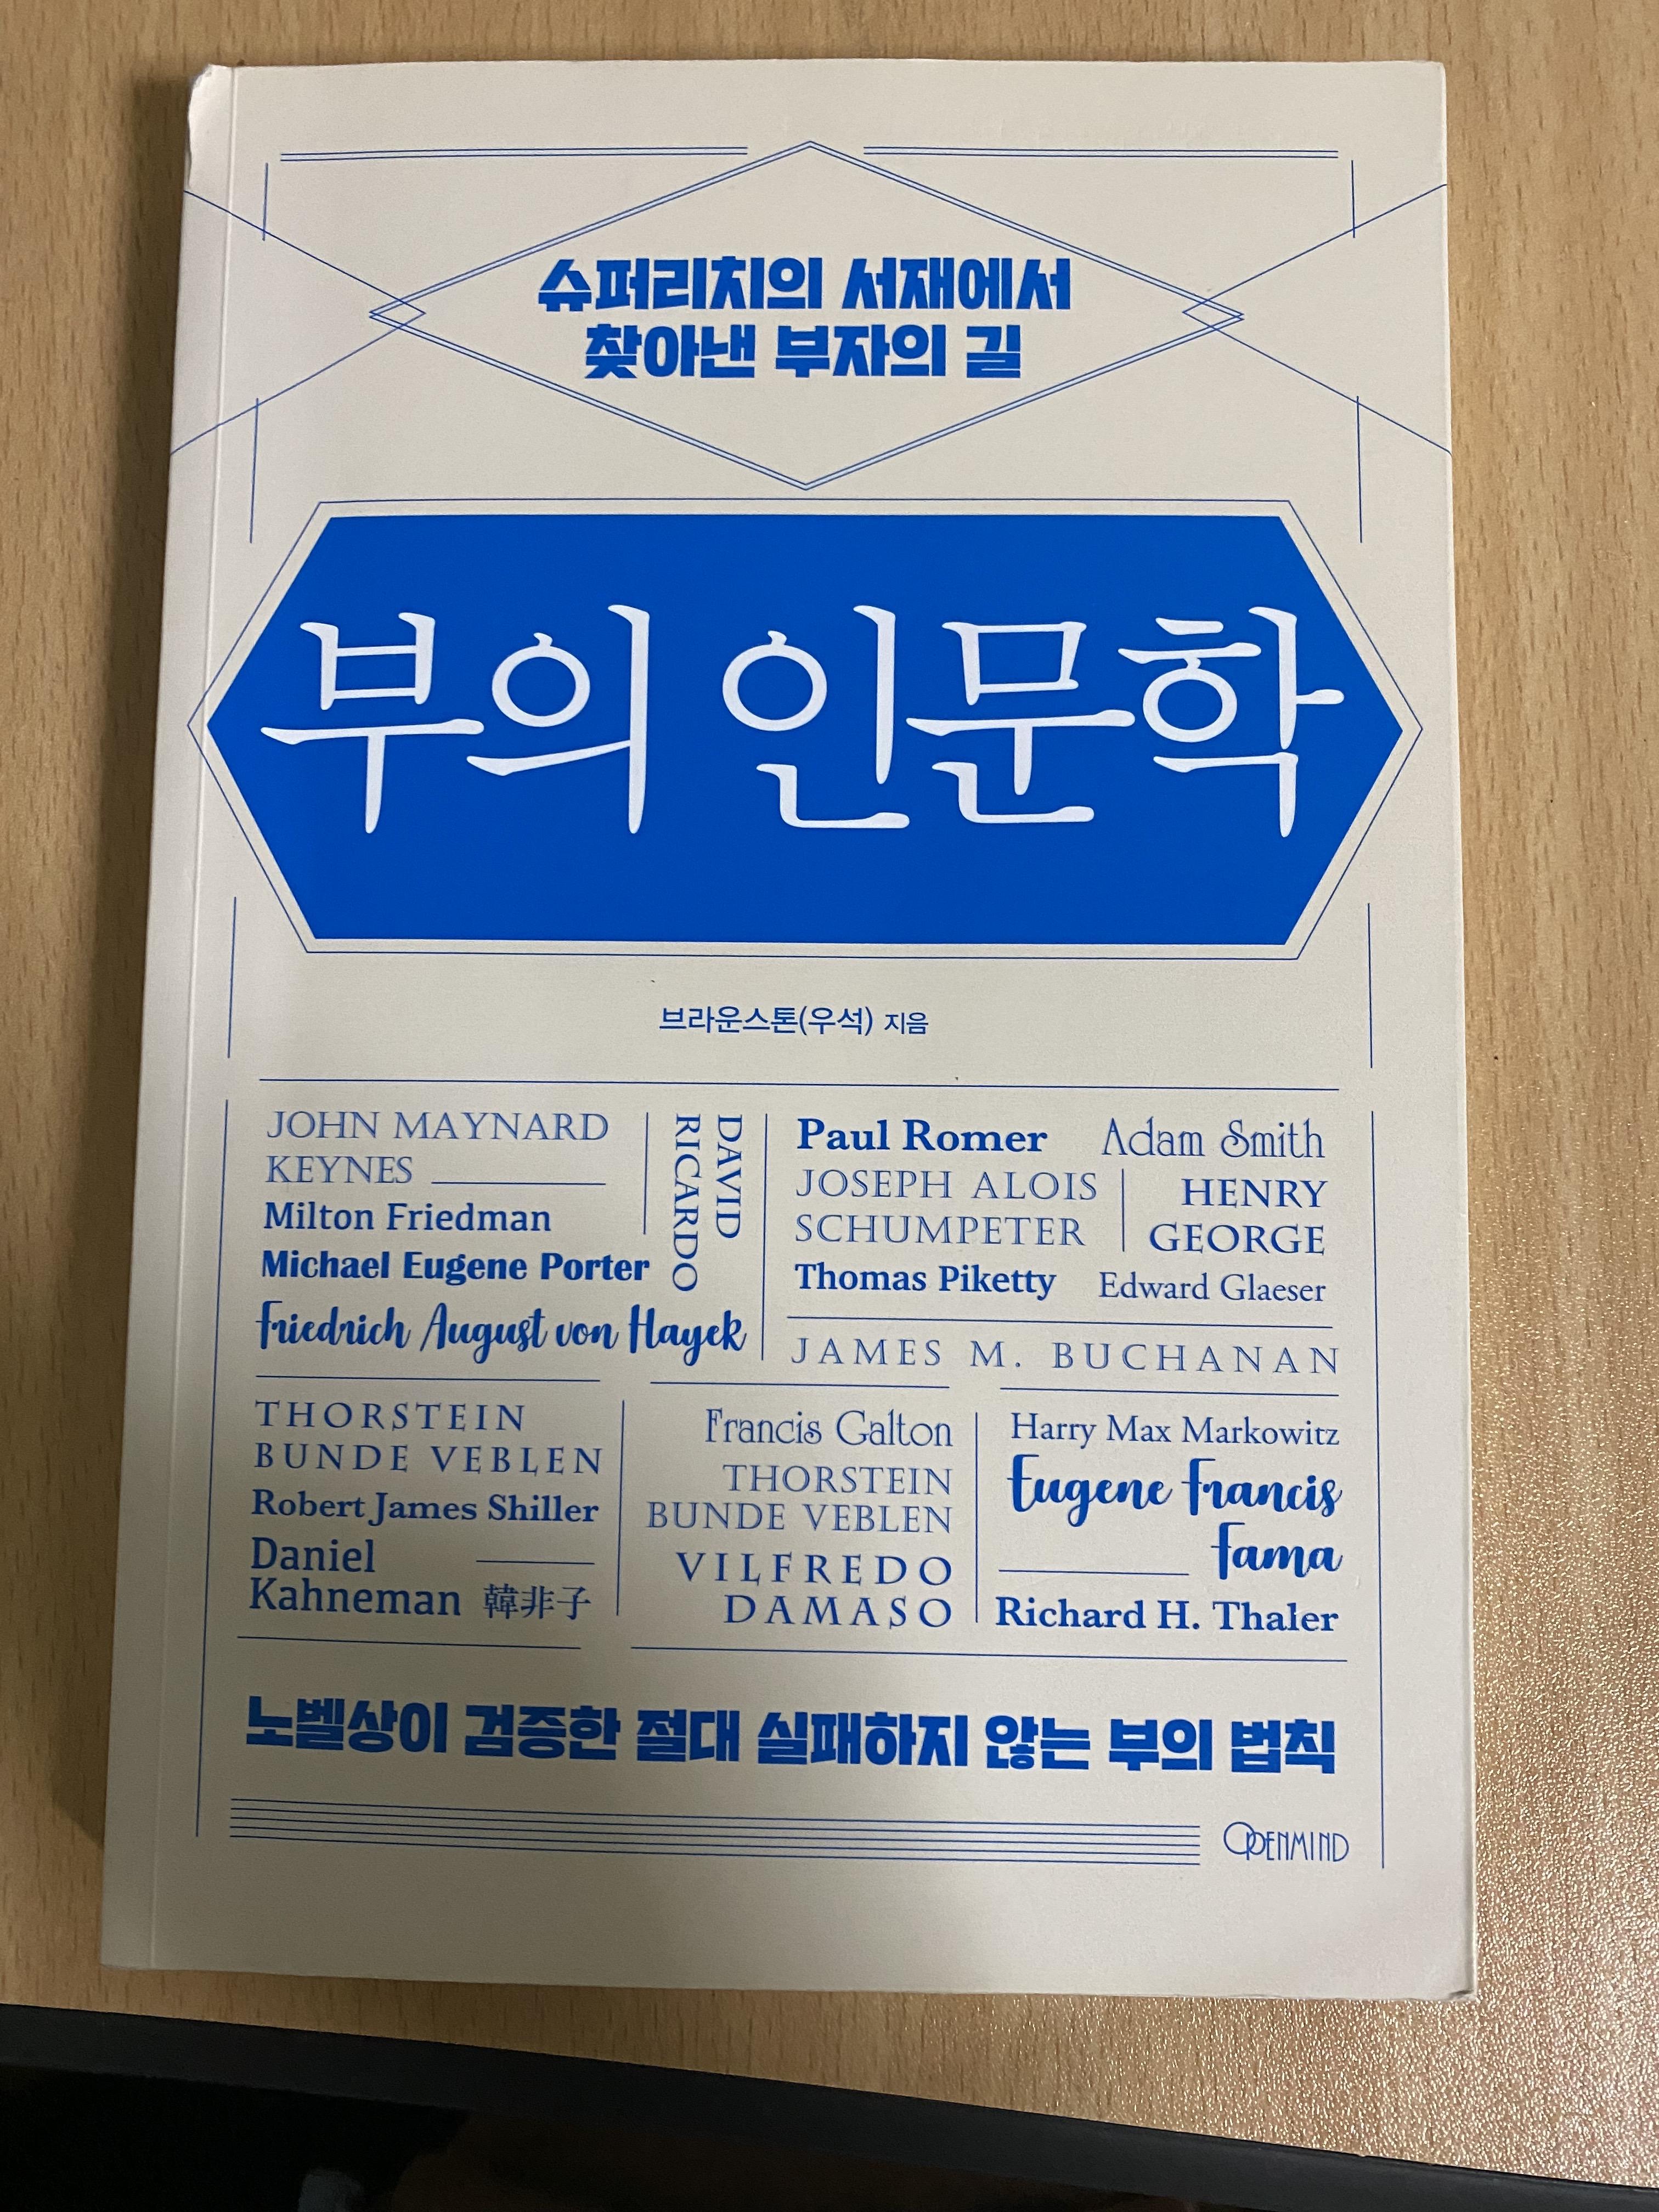 슈퍼리치의 서재에서
찾아낸 부자의 길
부의 인문학
브라운스톤(우석) 지음
JOHN MAYNARD
KEYNES
Milton Friedman
Michael Eugene Porter
Friedrich August von Hayek
DAVID
RICARDO
Paul Romer
Adam Smith
JOSEPH ALOIS
SCHUMPETER
HENRY
GEORGE
Thomas Piketty
Edward Glaeser
JAMES M. BUCHANAN
THORSTEIN
BUNDE VEBLEN
Robert James Shiller
Daniel
Kahneman 韓非子
Francis Galton
THORSTEIN
BUNDE VEBLEN
VILFREDO
DAMASO
Harry Max Markowitz
Eugene Francis
Fama
Richard H. Thaler
노벨상이 검증한 절대 실패하지 않는 부의 법칙
OPENMIND